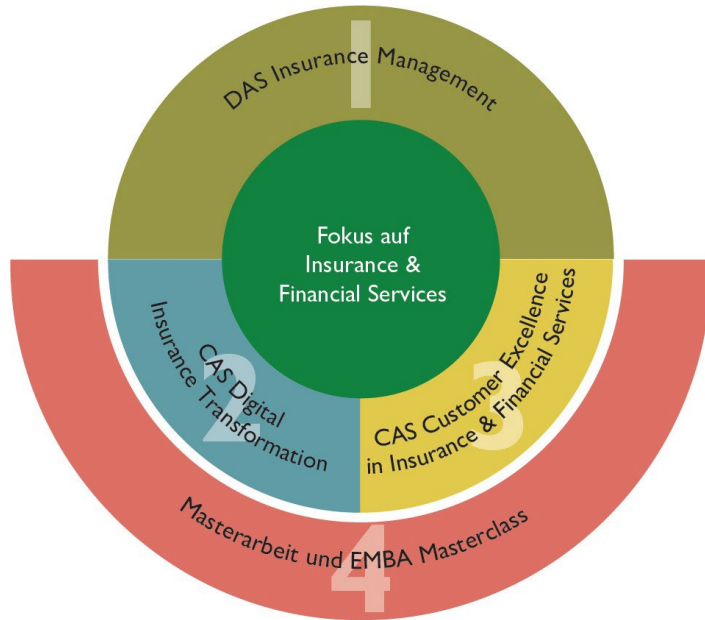 1
DAS Insurance Management
Fokus auf
Insurance &
Financial Services
2
CAS Digital
Insurance Transformation
3
CAS Customer Excellence
in Insurance & Financial Services
4
Masterarbeit und EMBA Masterclass